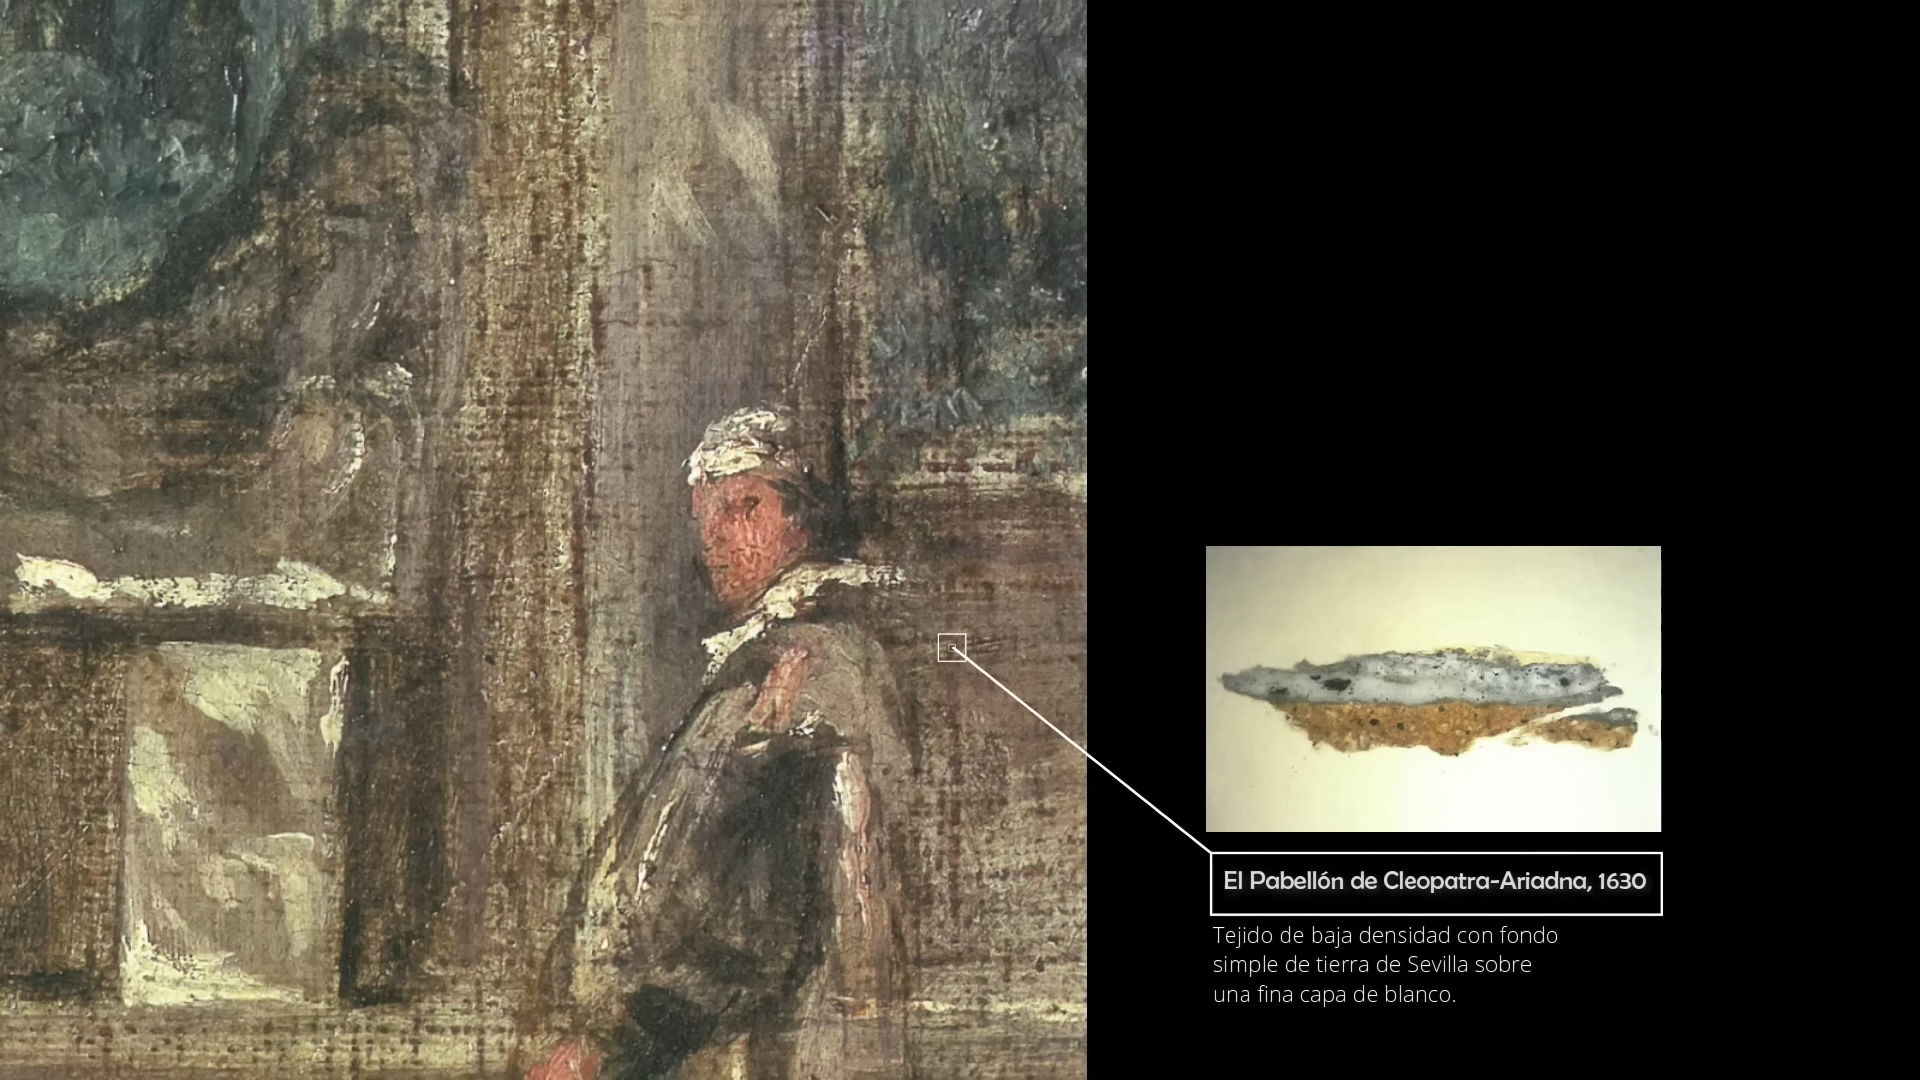 El Pabellón de Cleopatra-Ariadna, 1630
Tejido de baja densidad con fondo
simple de tierra de Sevilla sobre
una fina capa de blanco.